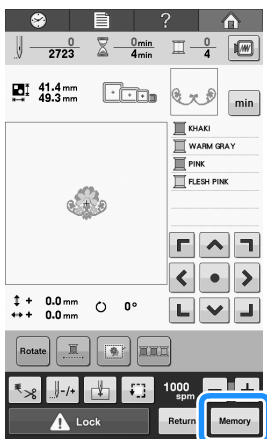 ?
0 0min 0
2723 4min 4
41.4 mm
49.3 mm
min
KHAKI
WARM GRAY
PINK
FLESH PINK
+ 0.0 mm 0°
+ 0.0 mm
Rotate
-/+ 1000 spm − +
Lock Return Memory